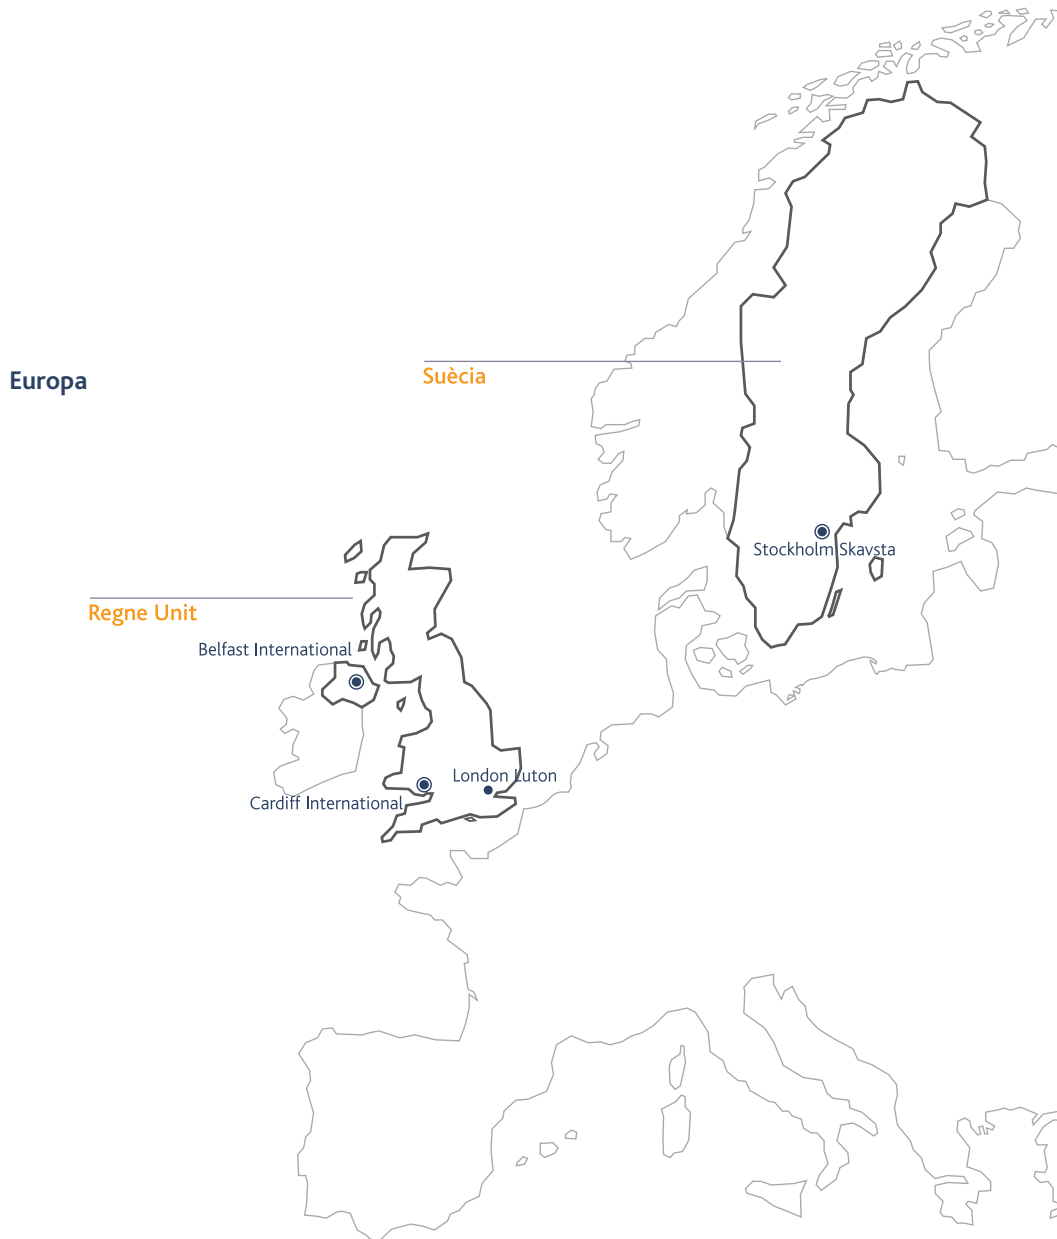 Europa
Suècia
Stockholm Skavsta
Regne Unit
Belfast International
London Luton
Cardiff International